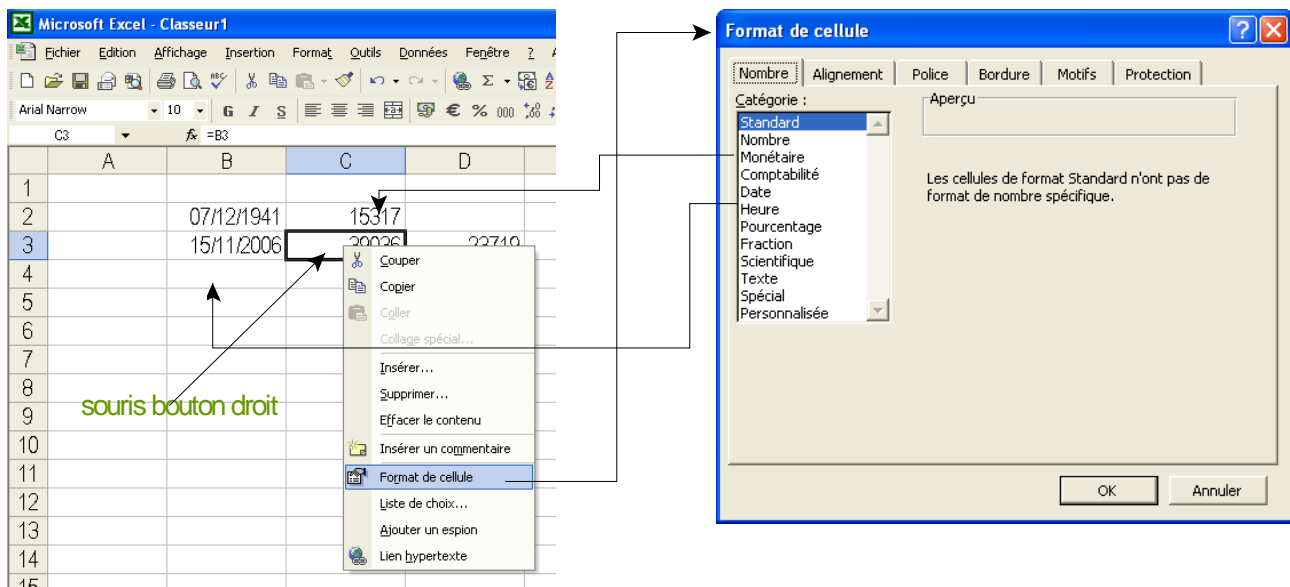 Microsoft Excel - Classeur1
Fichier Edition Affichage Insertion Format Outils Données Fenêtre ?
Arial Narrow 10 G I S € % 000
C3 fx =B3
A B C D
1
2 07/12/1941 15317
3 15/11/2006 39036 23719
4
5
6
7
8
9
10
11
12
13
14
15
souris bouton droit
Couper
Copier
Coller
Collage spécial...
Insérer...
Supprimer...
Effacer le contenu
Insérer un commentaire
Format de cellule
Liste de choix...
Ajouter un espion
Lien hypertexte
Format de cellule
Nombre Alignement Police Bordure Motifs Protection
Catégorie :
Standard
Nombre
Monétaire
Comptabilité
Date
Heure
Pourcentage
Fraction
Scientifique
Texte
Spécial
Personnalisée
Aperçu
Les cellules de format Standard n'ont pas de
format de nombre spécifique.
OK Annuler